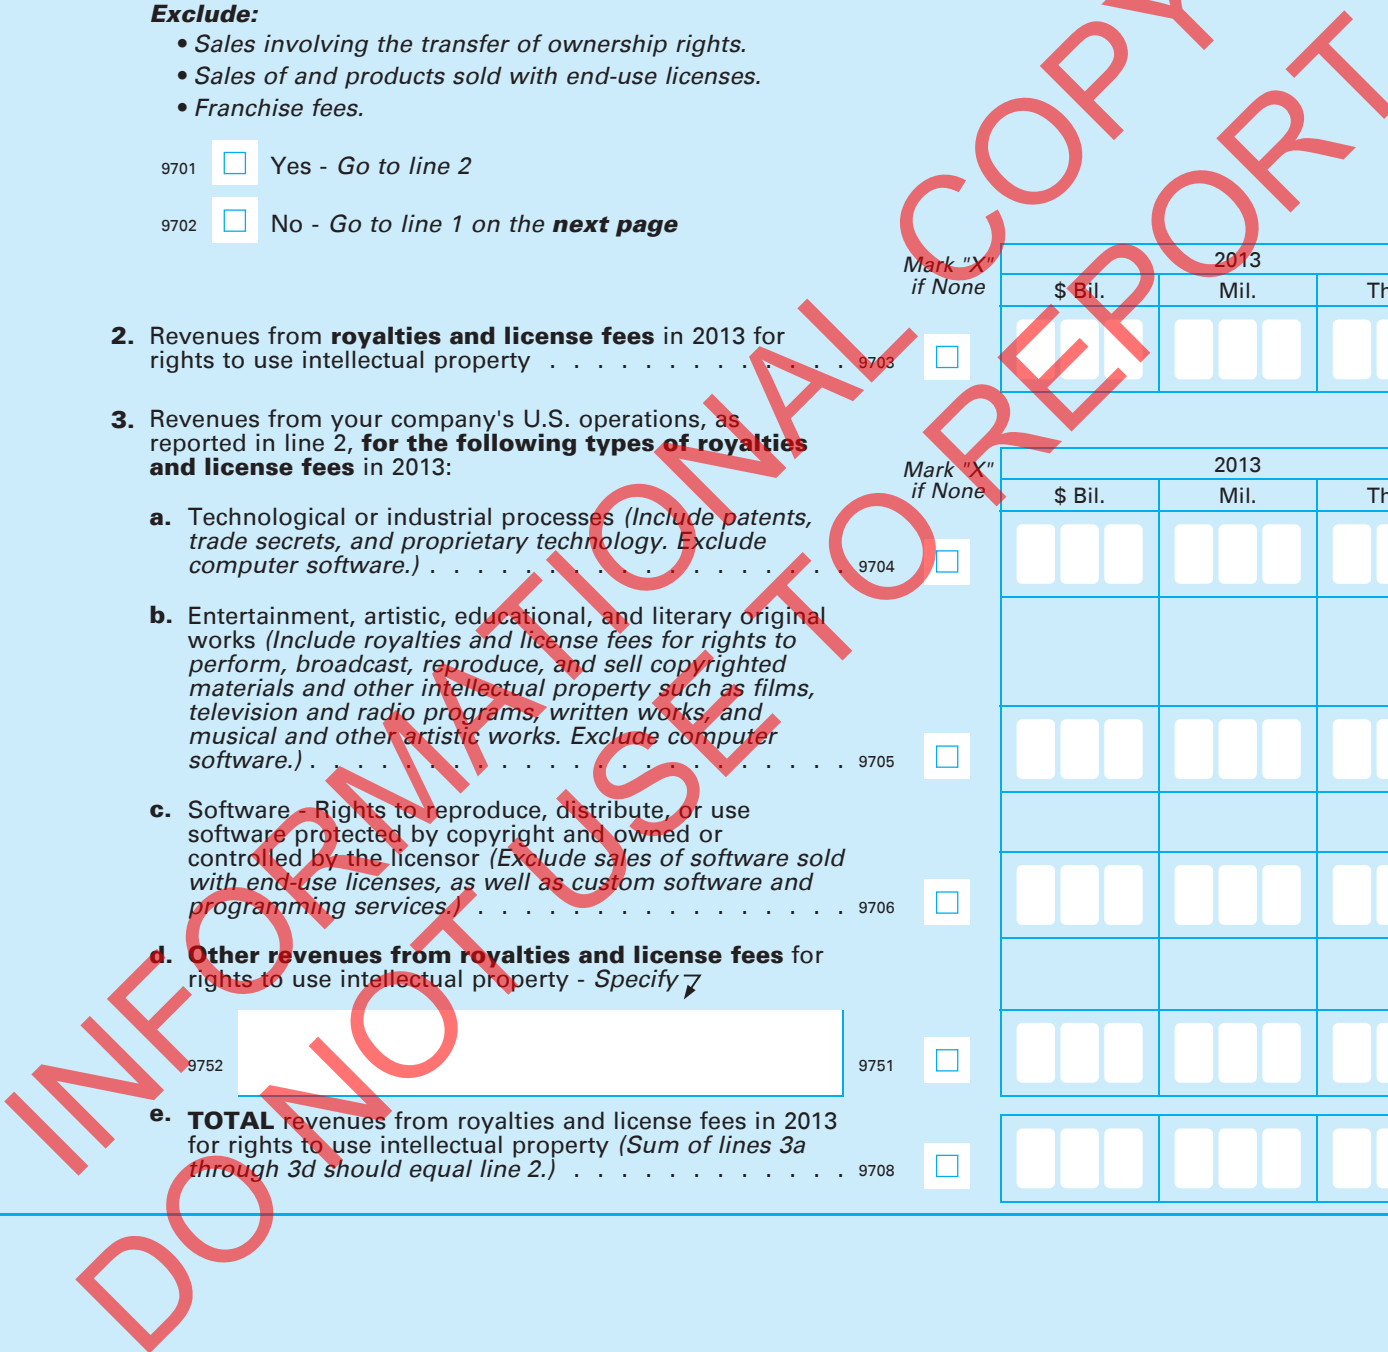 Exclude:
• Sales involving the transfer of ownership rights.
• Sales of and products sold with end-use licenses.
• Franchise fees.
9701 Yes - Go to line 2
9702 No - Go to line 1 on the next page
Mark "X"
if None
2013
$ Bil. Mil.
2. Revenues from royalties and license fees in 2013 for
rights to use intellectual property . . . . . . . . . . . . . 9703
3. Revenues from your company's U.S. operations, as
reported in line 2, for the following types of royalties
and license fees in 2013:
Mark "X"
if None
2013
$ Bil. Mil.
a. Technological or industrial processes (Include patents,
trade secrets, and proprietary technology. Exclude
computer software.) . . . . . . . . . . . . . . . . . . 9704
b. Entertainment, artistic, educational, and literary original
works (Include royalties and license fees for rights to
perform, broadcast, reproduce, and sell copyrighted
materials and other intellectual property such as films,
television and radio programs, written works, and
musical and other artistic works. Exclude computer
software.) . . . . . . . . . . . . . . . . . . . . . . . 9705
c. Software - Rights to reproduce, distribute, or use
software protected by copyright and owned or
controlled by the licensor (Exclude sales of software sold
with end-use licenses, as well as custom software and
programming services.) . . . . . . . . . . . . . . . . 9706
d. Other revenues from royalties and license fees for
rights to use intellectual property - Specify
9752 9751
e. TOTAL revenues from royalties and license fees in 2013
for rights to use intellectual property (Sum of lines 3a
through 3d should equal line 2.) . . . . . . . . . . . . 9708
INFORMATIONAL COPY
DO NOT USE TO REPORT